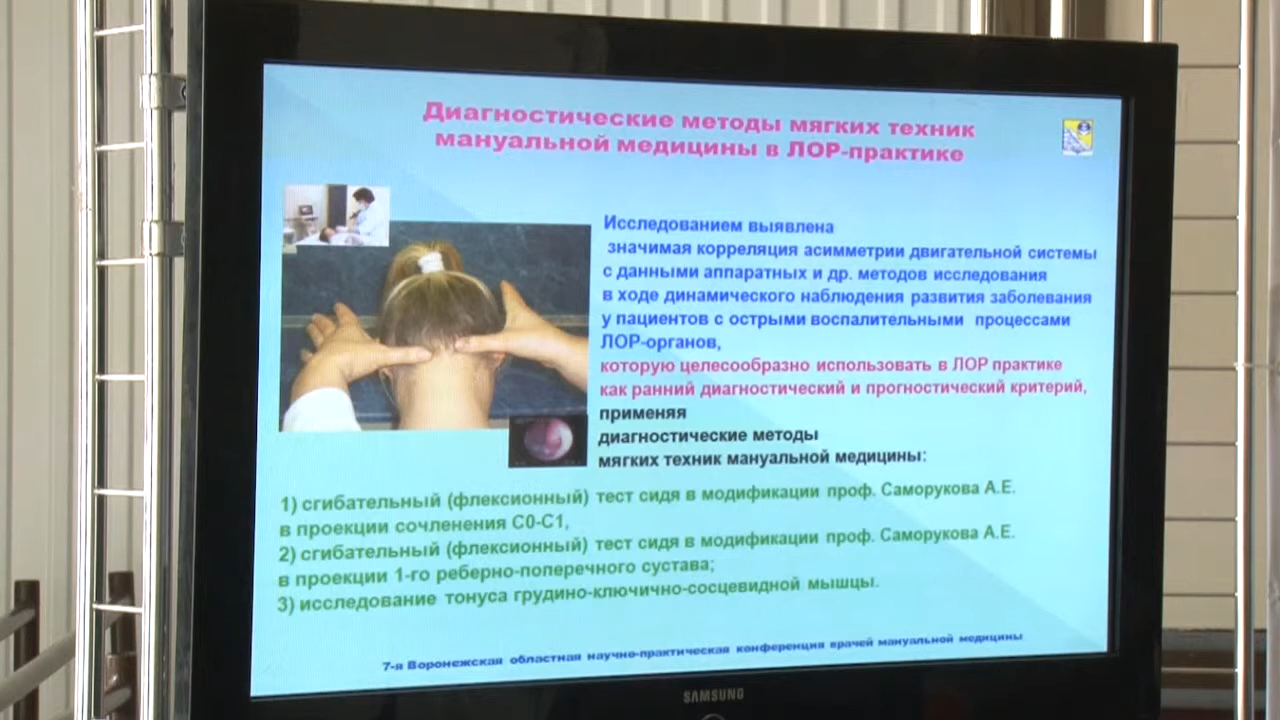 Диагностические методы мягких техник
мануальной медицины в ЛОР-практике
Исследованием выявлена
значимая корреляция асимметрии двигательной системы
с данными аппаратных и др. методов исследования
в ходе динамического наблюдения развития заболевания
у пациентов с острыми воспалительными процессами
ЛОР-органов,
которую целесообразно использовать в ЛОР практике
как ранний диагностический и прогностический критерий,
применяя
диагностические методы
мягких техник мануальной медицины:
1) сгибательный (флексионный) тест сидя в модификации проф. Саморукова А.Е.
в проекции сочленения С0-С1,
2) сгибательный (флексионный) тест сидя в модификации проф. Саморукова А.Е.
в проекции 1-го реберно-поперечного сустава;
3) исследование тонуса грудино-ключично-сосцевидной мышцы.
7-я Воронежская областная научно-практическая конференция врачей мануальной медицины
SAMSUNG